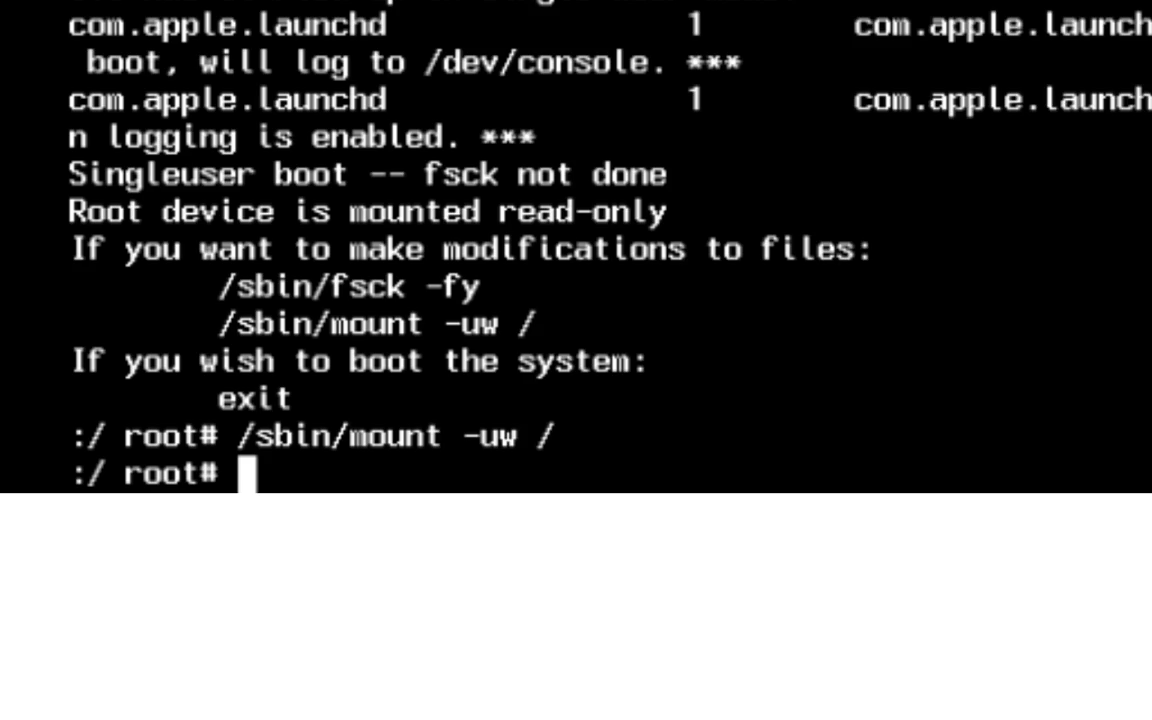 com.apple.launchd 1 com.apple.launch
boot, will log to /dev/console. ***
com.apple.launchd 1 com.apple.launch
n logging is enabled. ***
Singleuser boot -- fsck not done
Root device is mounted read-only
If you want to make modifications to files:
/sbin/fsck -fy
/sbin/mount -uw /
If you wish to boot the system:
exit
:/ root# /sbin/mount -uw /
:/ root#